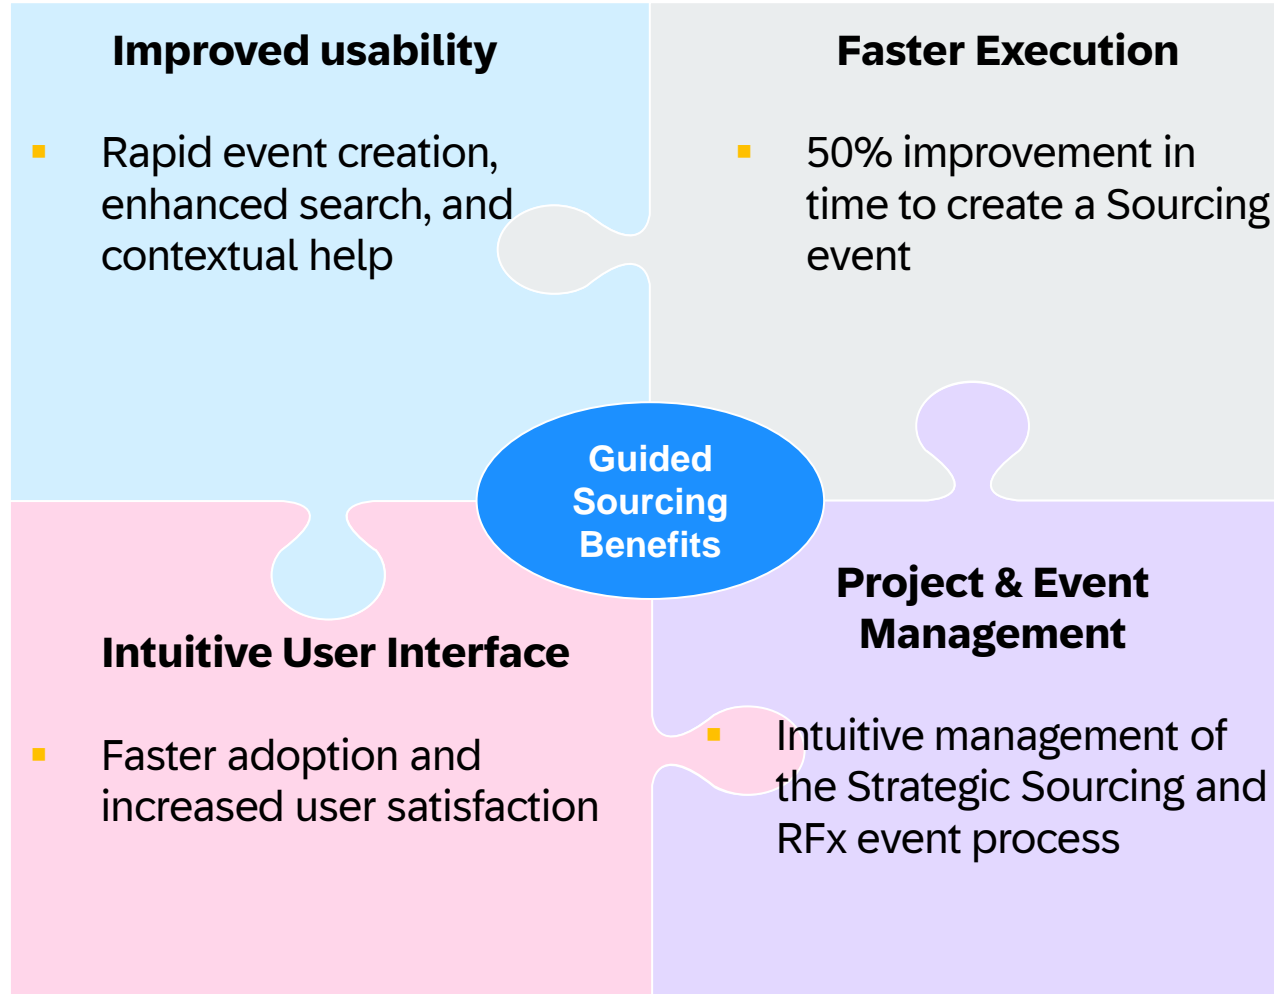 Improved usability
Rapid event creation,
enhanced search, and
contextual help
Faster Execution
50% improvement in
time to create a Sourcing
event
Guided
Sourcing
Benefits
Intuitive User Interface
Faster adoption and
increased user satisfaction
Project & Event
Management
Intuitive management of
the Strategic Sourcing and
RFx event process